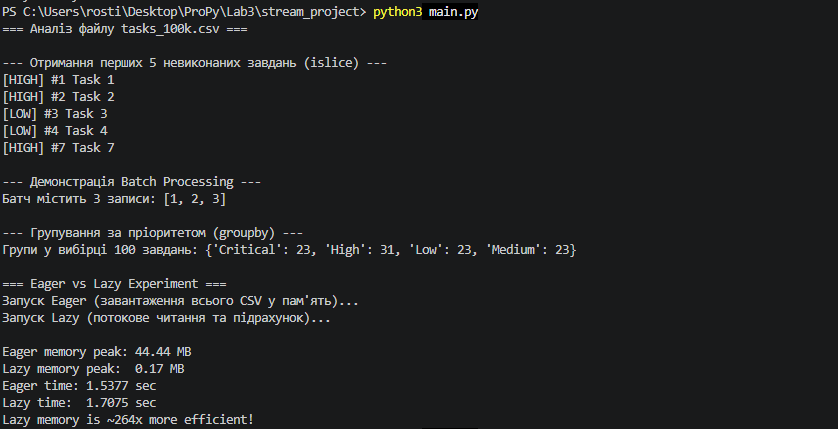 PS C:\Users\rosti\Desktop\ProPy\Lab3\stream_project> python3 main.py
=== Аналіз файлу tasks_100k.csv ===
--- Отримання перших 5 невиконаних завдань (islice) ---
[HIGH] #1 Task 1
[HIGH] #2 Task 2
[LOW] #3 Task 3
[LOW] #4 Task 4
[HIGH] #7 Task 7
--- Демонстрація Batch Processing ---
Батч містить 3 записи: [1, 2, 3]
--- Групування за пріоритетом (groupby) ---
Групи у вибірці 100 завдань: {'Critical': 23, 'High': 31, 'Low': 23, 'Medium': 23}
=== Eager vs Lazy Experiment ===
Запуск Eager (завантаження всього CSV у пам'ять)...
Запуск Lazy (потокове читання та підрахунок)...
Eager memory peak: 44.44 MB
Lazy memory peak:  0.17 MB
Eager time: 1.5377 sec
Lazy time:  1.7075 sec
Lazy memory is ~264x more efficient!